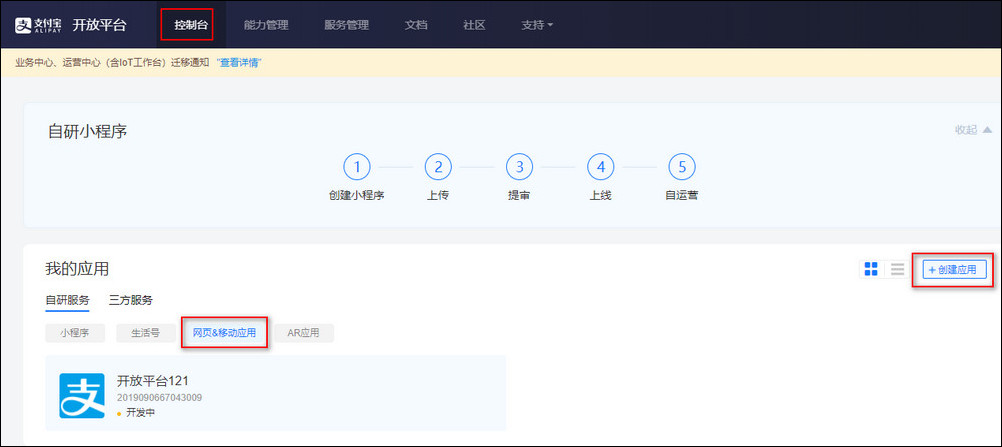 支 支付宝 ALIPAY 开放平台 控制台 能力管理 服务管理 文档 社区 支持
业务中心、运营中心（含IoT工作台）迁移通知 “查看详情”
自研小程序 收起
1 2 3 4 5
创建小程序 上传 提审 上线 自运营
我的应用 +创建应用
自研服务 三方服务
小程序 生活号 网页&移动应用 AR应用
支 开放平台121
2019090667043009
开发中